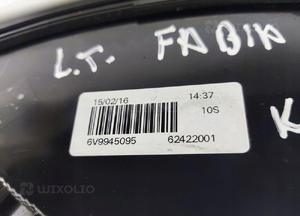 L.T. FABIA
K
15/02/16 14:37
10S
6V9945095 62422001
WIXOLIO